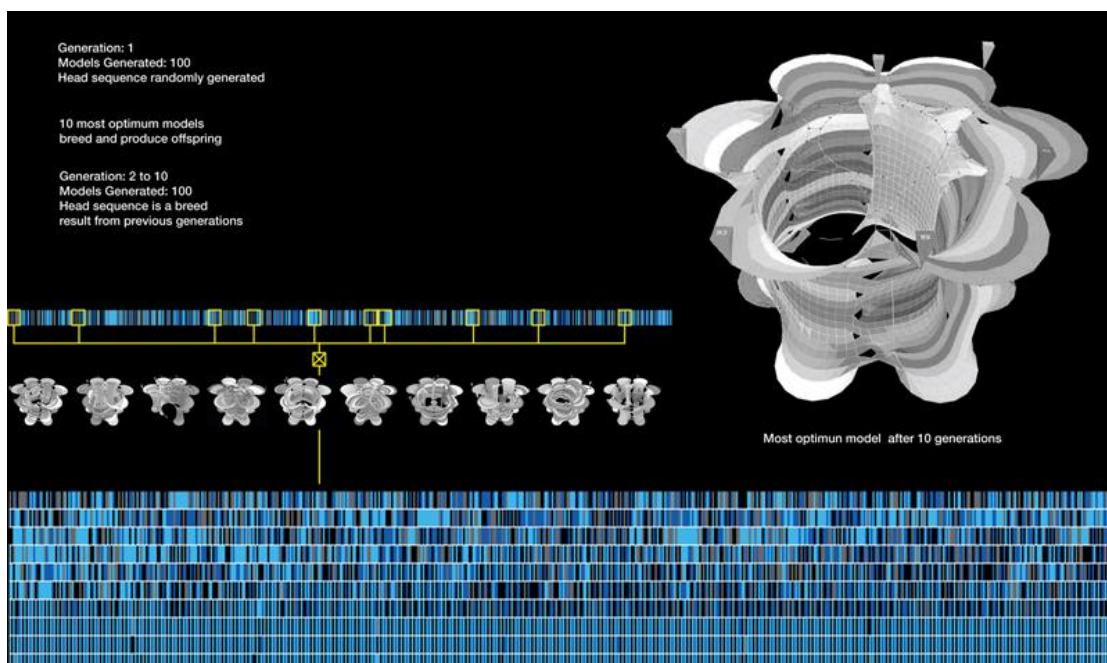 Generation: 1
Models Generated: 100
Head sequence randomly generated
10 most optimum models
breed and produce offspring
Generation: 2 to 10
Models Generated: 100
Head sequence is a breed
result from previous generations
Most optimun model after 10 generations